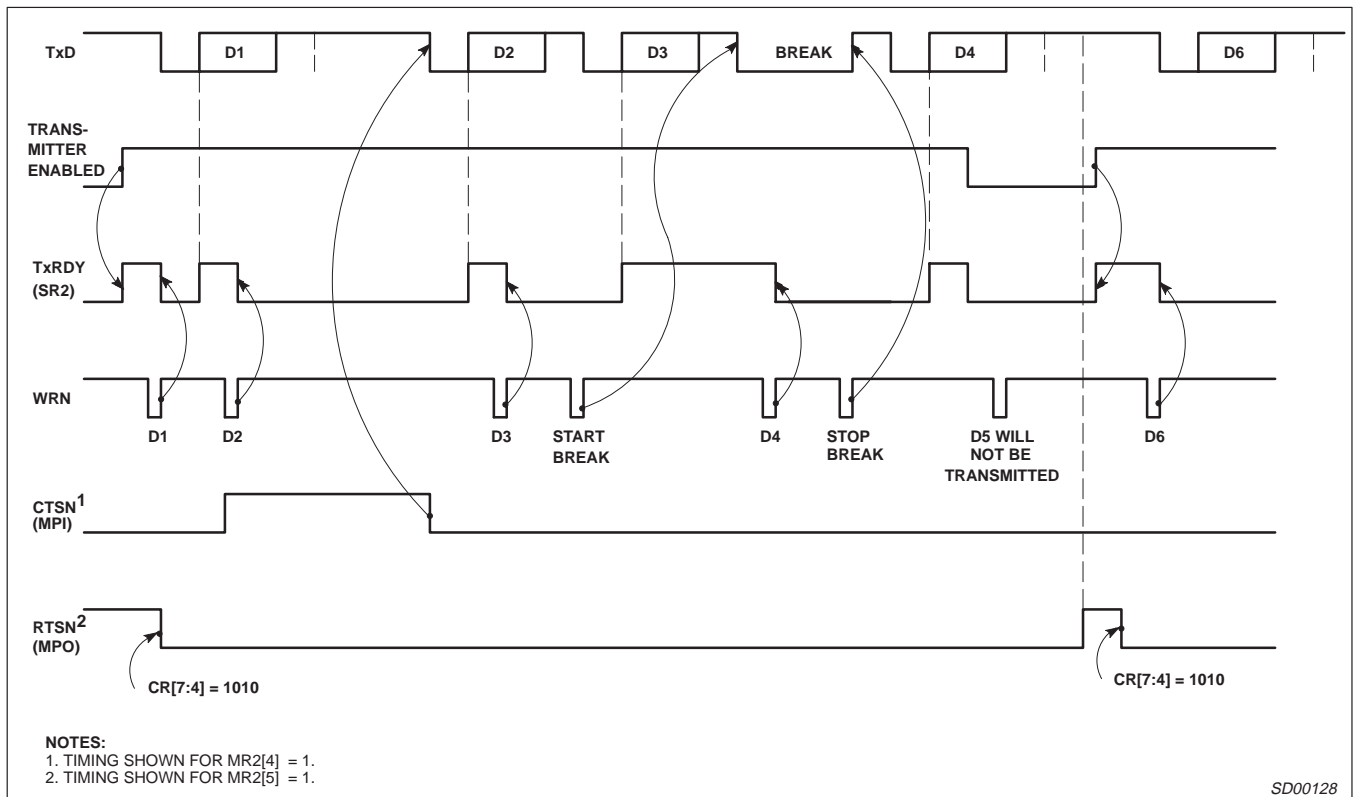 TxD
D1
D2
D3
BREAK
D4
D6
TRANS-
MITTER
ENABLED
TxRDY
(SR2)
WRN
D1
D2
D3
START
BREAK
D4
STOP
BREAK
D5 WILL
NOT BE
TRANSMITTED
D6
CTSN1
(MPI)
RTSN2
(MPO)
CR[7:4] = 1010
CR[7:4] = 1010
NOTES:
1. TIMING SHOWN FOR MR2[4] = 1.
2. TIMING SHOWN FOR MR2[5] = 1.
SD00128